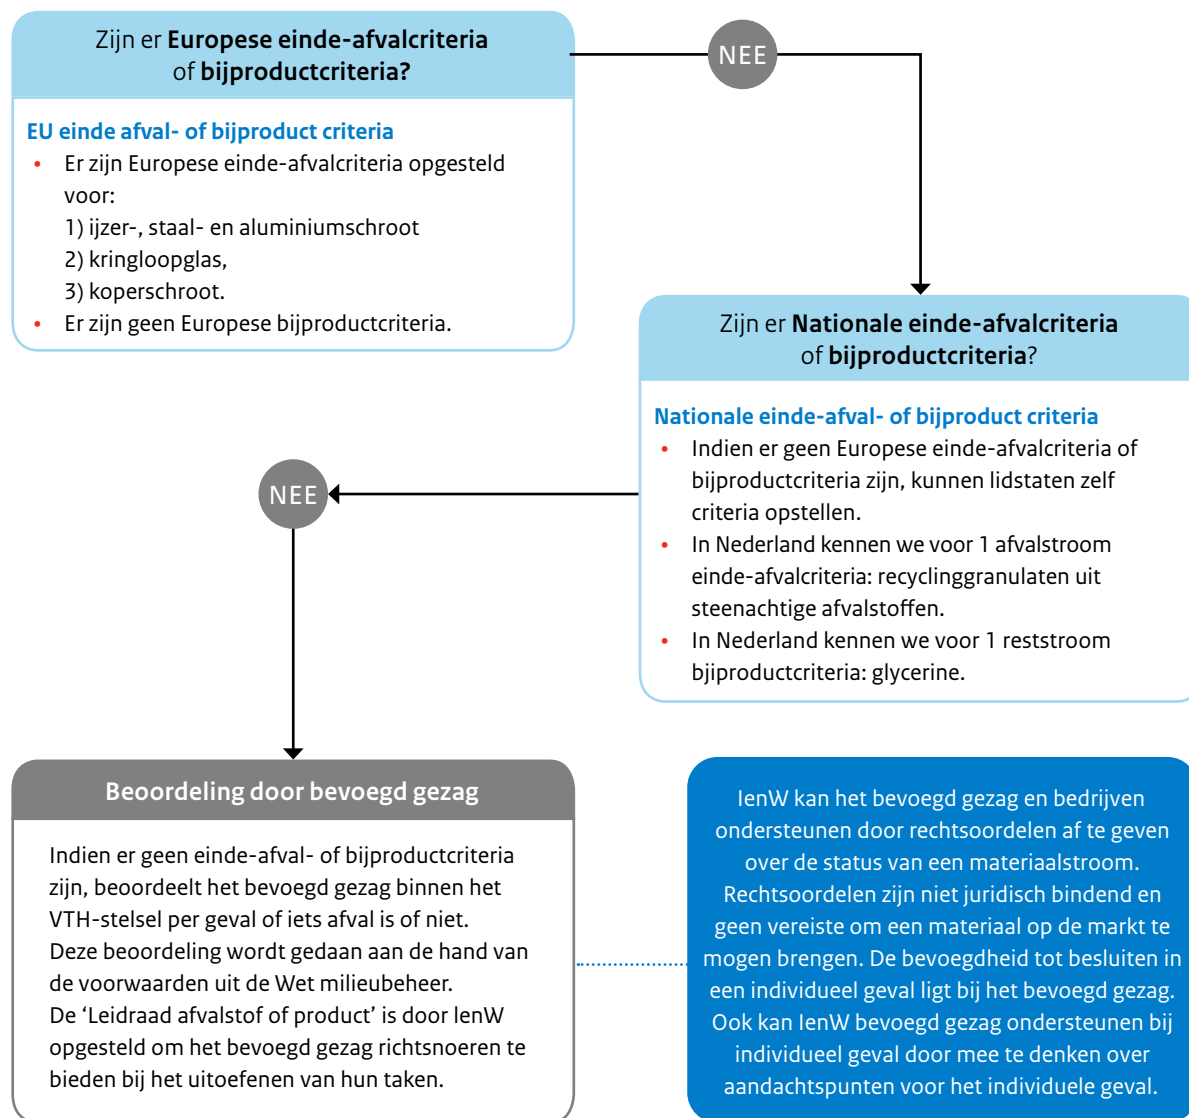 Zijn er Europese einde-afvalcriteria
of bijproductcriteria?
NEE
EU einde afval- of bijproduct criteria
• Er zijn Europese einde-afvalcriteria opgesteld
voor:
1) ijzer-, staal- en aluminiumschroot
2) kringloopglas,
3) koperschroot.
• Er zijn geen Europese bijproductcriteria.
Zijn er Nationale einde-afvalcriteria
of bijproductcriteria?
Nationale einde-afval- of bijproduct criteria
• Indien er geen Europese einde-afvalcriteria of
bijproductcriteria zijn, kunnen lidstaten zelf
criteria opstellen.
• In Nederland kennen we voor 1 afvalstroom
einde-afvalcriteria: recyclinggranulaten uit
steenachtige afvalstoffen.
• In Nederland kennen we voor 1 reststroom
bjiproductcriteria: glycerine.
NEE
Beoordeling door bevoegd gezag
Indien er geen einde-afval- of bijproductcriteria
zijn, beoordeelt het bevoegd gezag binnen het
VTH-stelsel per geval of iets afval is of niet.
Deze beoordeling wordt gedaan aan de hand van
de voorwaarden uit de Wet milieubeheer.
De ‘Leidraad afvalstof of product’ is door IenW
opgesteld om het bevoegd gezag richtsnoeren te
bieden bij het uitoefenen van hun taken.
IenW kan het bevoegd gezag en bedrijven
ondersteunen door rechtsoordelen af te geven
over de status van een materiaalstroom.
Rechtsoordelen zijn niet juridisch bindend en
geen vereiste om een materiaal op de markt te
mogen brengen. De bevoegdheid tot besluiten in
een individueel geval ligt bij het bevoegd gezag.
Ook kan IenW bevoegd gezag ondersteunen bij
individueel geval door mee te denken over
aandachtspunten voor het individuele geval.